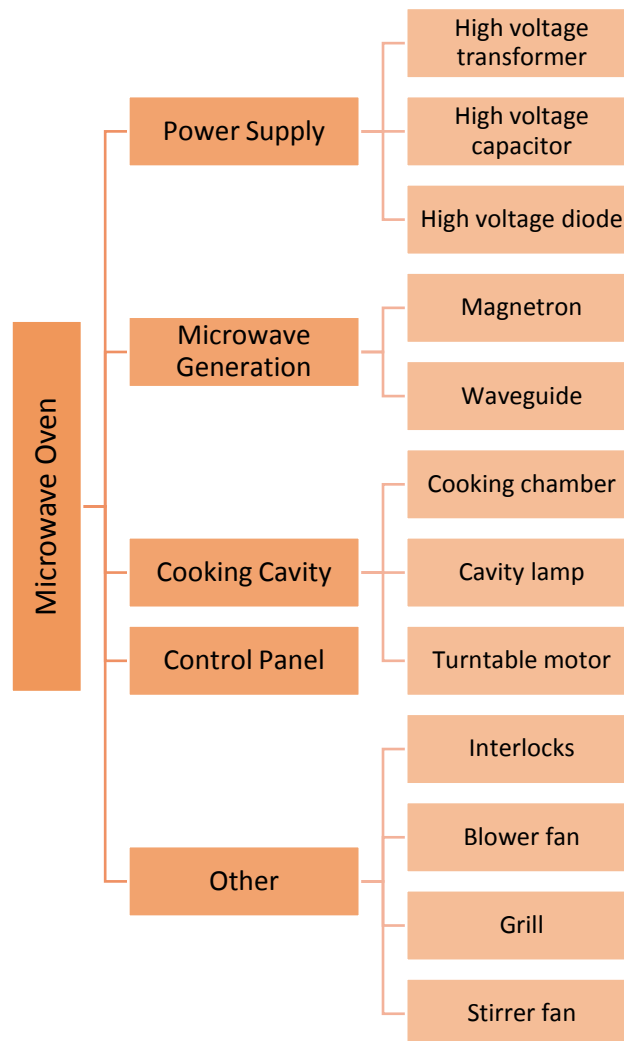 Microwave Oven
Power Supply
High voltage
transformer
High voltage
capacitor
High voltage diode
Microwave
Generation
Magnetron
Waveguide
Cooking Cavity
Cooking chamber
Cavity lamp
Turntable motor
Control Panel
Other
Interlocks
Blower fan
Grill
Stirrer fan